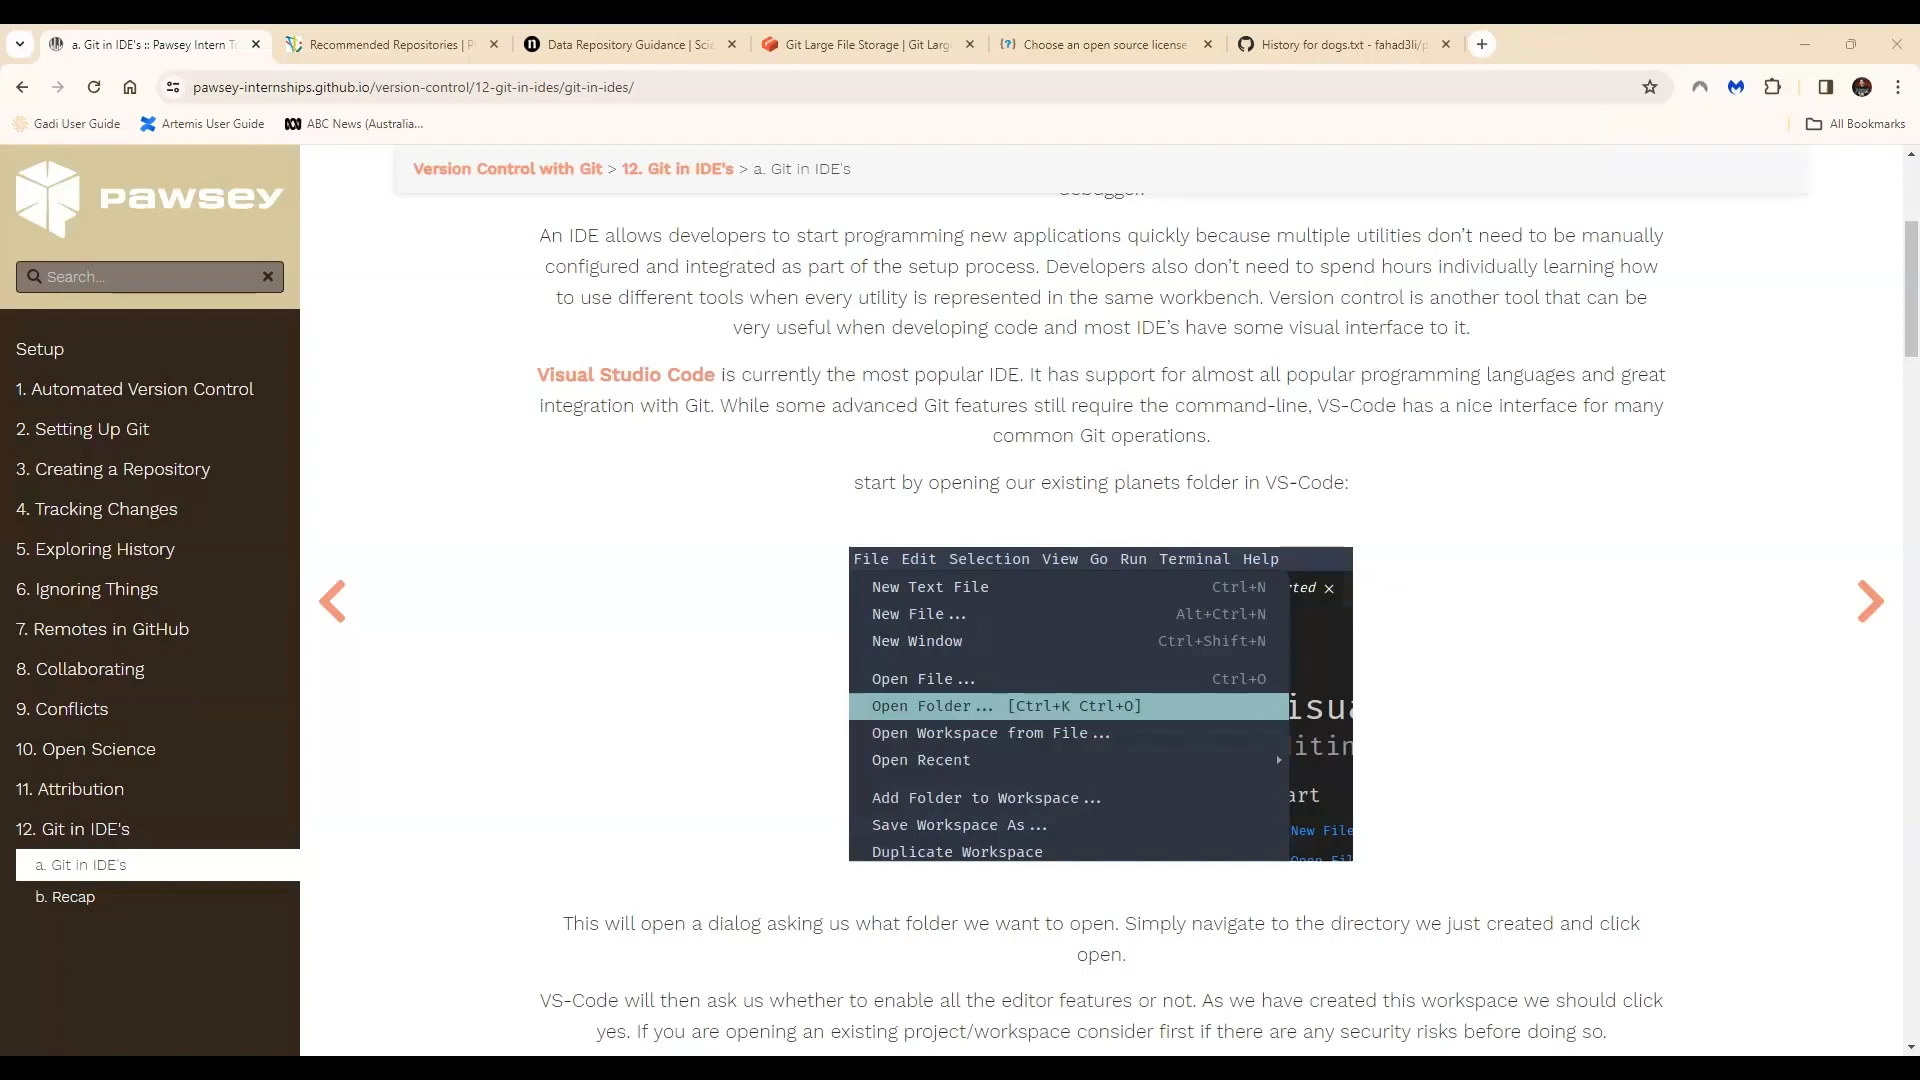 a. Git in IDE's :: Pawsey Intern T
Recommended Repositories | P
Data Repository Guidance | Scie
Git Large File Storage | Git Larg
Choose an open source license
History for dogs.txt - fahad3li/p
pawsey-internships.github.io/version-control/12-git-in-ides/git-in-ides/
Gadi User Guide
Artemis User Guide
ABC News (Australia...
All Bookmarks
pawsey
Search...
Setup
1. Automated Version Control
2. Setting Up Git
3. Creating a Repository
4. Tracking Changes
5. Exploring History
6. Ignoring Things
7. Remotes in GitHub
8. Collaborating
9. Conflicts
10. Open Science
11. Attribution
12. Git in IDE's
a. Git in IDE's
b. Recap
Version Control with Git > 12. Git in IDE's > a. Git in IDE's
An IDE allows developers to start programming new applications quickly because multiple utilities don’t need to be manually
configured and integrated as part of the setup process. Developers also don’t need to spend hours individually learning how
to use different tools when every utility is represented in the same workbench. Version control is another tool that can be
very useful when developing code and most IDE’s have some visual interface to it.
Visual Studio Code is currently the most popular IDE. It has support for almost all popular programming languages and great
integration with Git. While some advanced Git features still require the command-line, VS-Code has a nice interface for many
common Git operations.
start by opening our existing planets folder in VS-Code:
File Edit Selection View Go Run Terminal Help
New Text File Ctrl+N
rted ×
New File... Alt+Ctrl+N
New Window Ctrl+Shift+N
Open File... Ctrl+O
Open Folder... [Ctrl+K Ctrl+O]
isua
Open Workspace from File...
itin
Open Recent
Add Folder to Workspace...
art
Save Workspace As...
New File
Duplicate Workspace
This will open a dialog asking us what folder we want to open. Simply navigate to the directory we just created and click
open.
VS-Code will then ask us whether to enable all the editor features or not. As we have created this workspace we should click
yes. If you are opening an existing project/workspace consider first if there are any security risks before doing so.